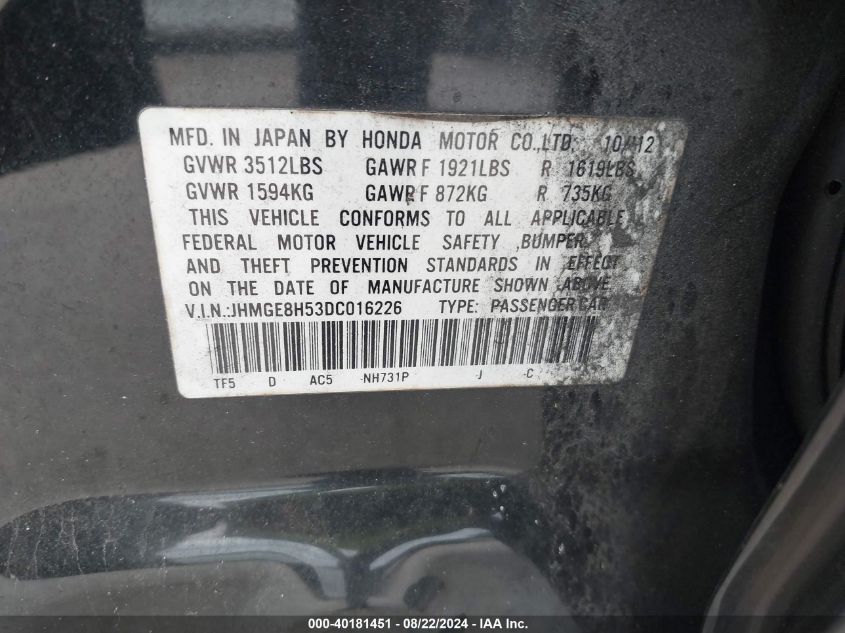 MFD. IN JAPAN BY HONDA MOTOR CO.,LTD. 10/12
GVWR 3512LBS GAWR F 1921LBS R 1619LBS
GVWR 1594KG GAWR F 872KG R 735KG
THIS VEHICLE CONFORMS TO ALL APPLICABLE
FEDERAL MOTOR VEHICLE SAFETY ,BUMPER
AND THEFT PREVENTION STANDARDS IN EFFECT
ON THE DATE OF MANUFACTURE SHOWN ABOVE.
V.I.N.:JHMGE8H53DC016226 TYPE: PASSENGER CAR
TF5 D AC5 -NH731P -J -C
000-40181451 - 08/22/2024 - IAA Inc.